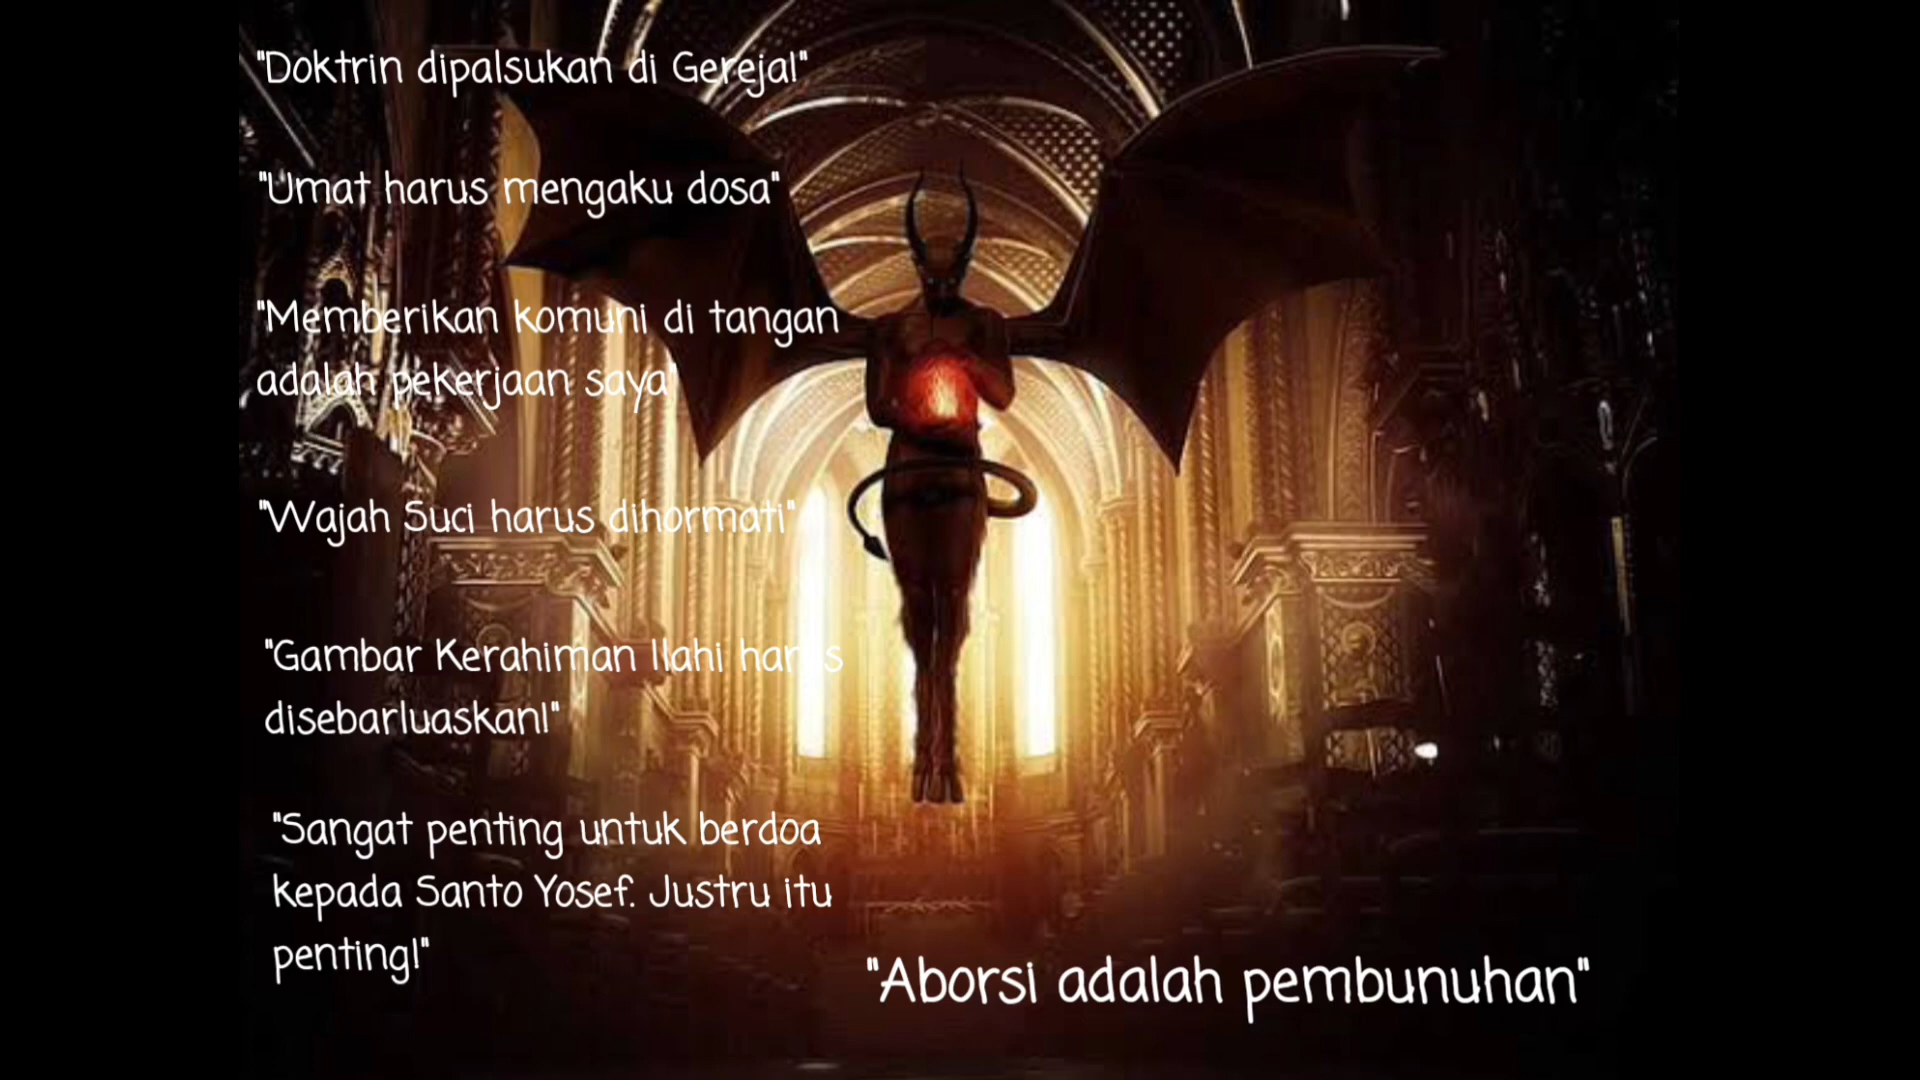 "Doktrin dipalsukan di Gereja!"
"Umat harus mengaku dosa"
"Memberikan komuni di tangan
adalah pekerjaan saya"
"Wajah Suci harus dihormati"
"Gambar Kerahiman Ilahi harus
disebarluaskan!"
"Sangat penting untuk berdoa
kepada Santo Yosef. Justru itu
penting!"
"Aborsi adalah pembunuhan"